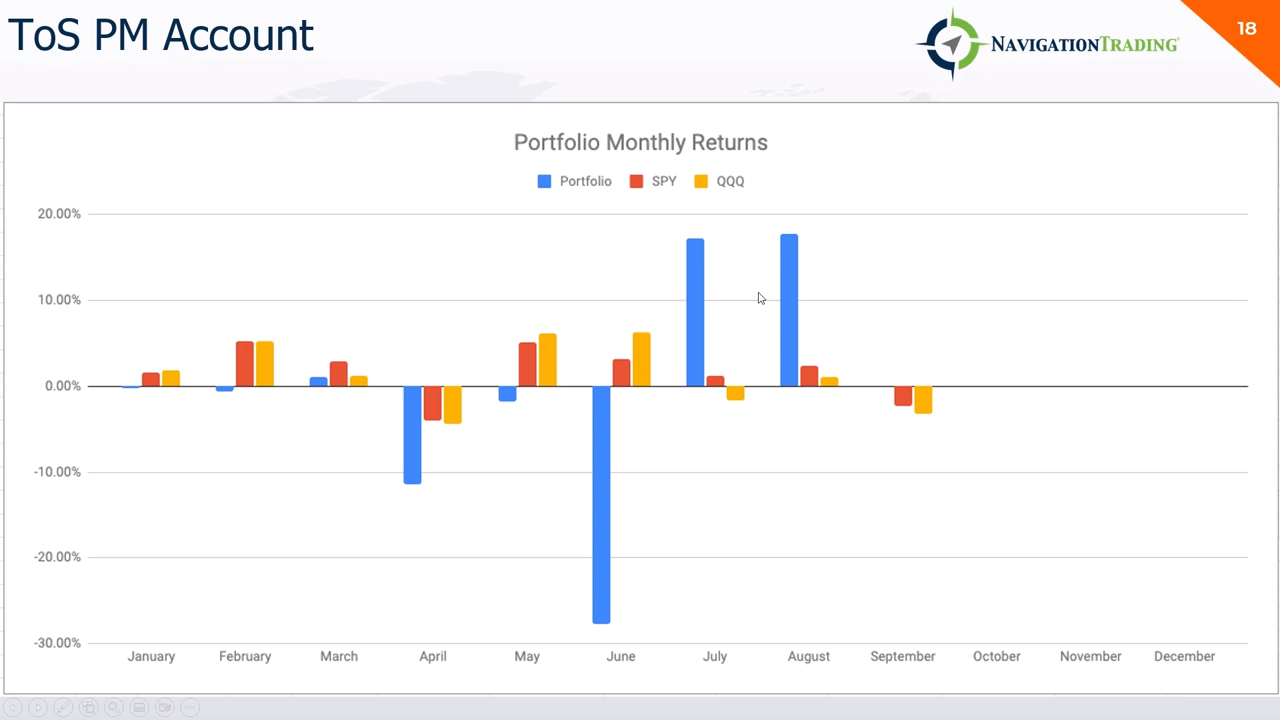 ToS PM Account
NAVIGATIONTRADING
18
Portfolio Monthly Returns
Portfolio SPY QQQ
20.00%
10.00%
0.00%
-10.00%
-20.00%
-30.00%
January February March April May June July August September October November December